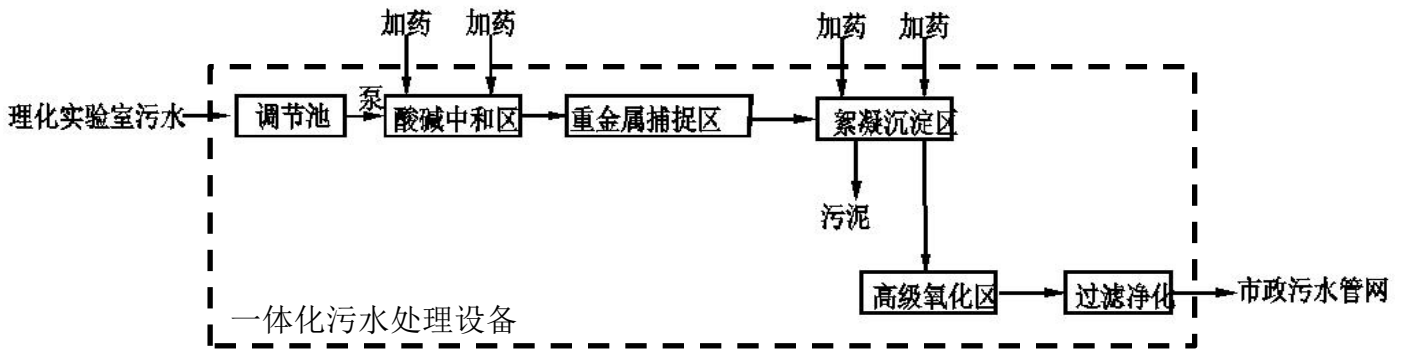 加药 加药 加药 加药
理化实验室污水 调节池 泵 酸碱中和区 重金属捕捉区 絮凝沉淀区
污泥
高级氧化区 过滤净化 市政污水管网
一体化污水处理设备